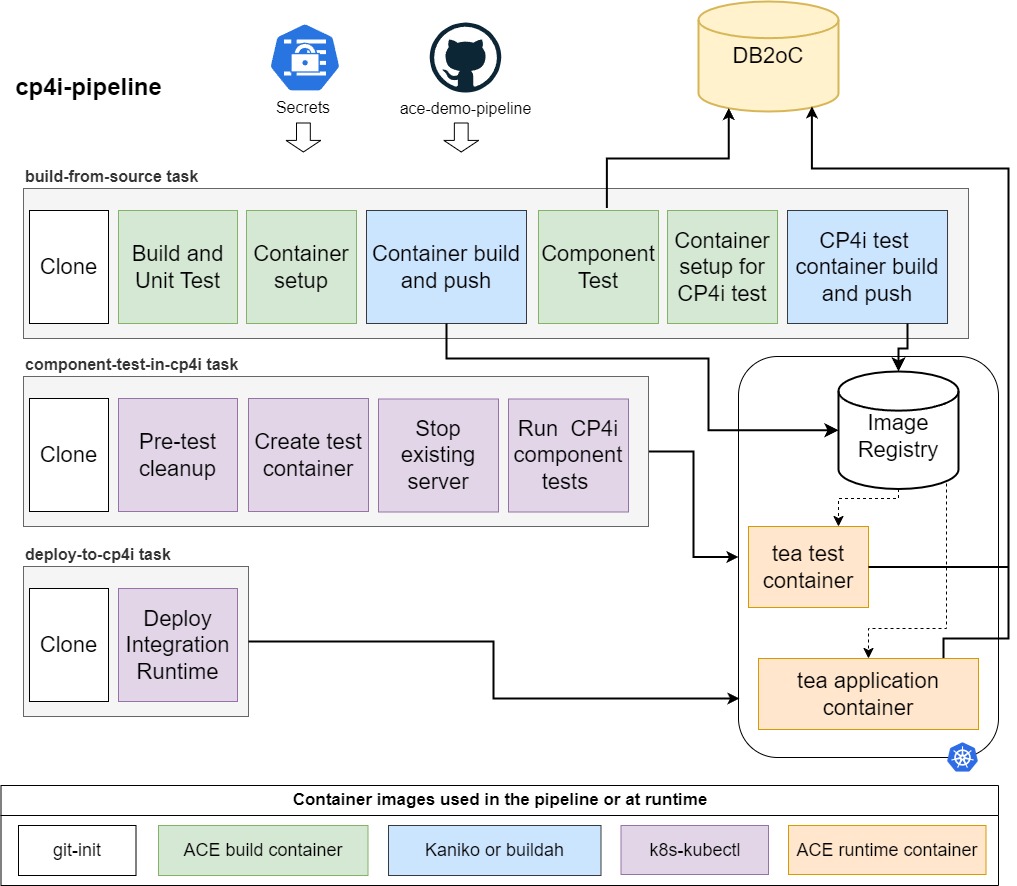 DB2oC
cp4i-pipeline
Secrets
ace-demo-pipeline
build-from-source task
Clone
Build and
Unit Test
Container
setup
Container build
and push
Component
Test
Container
setup for
CP4i test
CP4i test
container build
and push
component-test-in-cp4i task
Clone
Pre-test
cleanup
Create test
container
Stop
existing
server
Run CP4i
component
tests
Image
Registry
deploy-to-cp4i task
Clone
Deploy
Integration
Runtime
tea test
container
tea application
container
Container images used in the pipeline or at runtime
git-init
ACE build container
Kaniko or buildah
k8s-kubectl
ACE runtime container